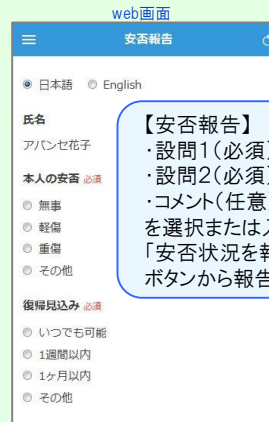 web画面
安否報告
日本語 English
氏名
アバンセ花子
本人の安否 必須
無事
軽傷
重傷
その他
復帰見込み 必須
いつでも可能
1週間以内
1ヶ月以内
その他
【安否報告】
・設問1(必須)
・設問2(必須)
・コメント(任意
を選択または
「安否状況を
ボタンから報告